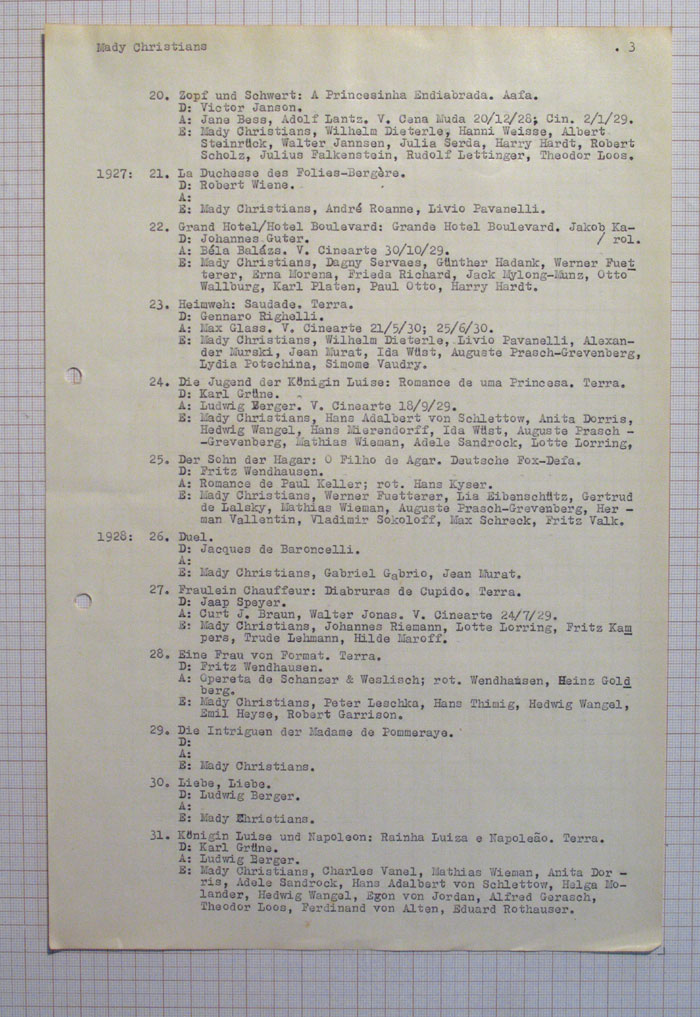 Mady Christians . 3
20. Zopf und Schwert: A Princesinha Endiabrada. Aafa.
D: Victor Janson.
A: Jane Bess, Adolf Lantz. V. Cena Muda 20/12/28; Cin. 2/1/29.
E: Mady Christians, Wilhelm Dieterle, Hanni Weisse, Albert
Steinrück, Walter Jannsen, Julia Serda, Harry Hardt, Robert
Scholz, Julius Falkenstein, Rudolf Lettinger, Theodor Loos.
1927: 21. La Duchesse des Folies-Bergère.
D: Robert Wiene.
A:
E: Mady Christians, André Roanne, Livio Pavanelli.
22. Grand Hotel/Hotel Boulevard: Grande Hotel Boulevard. Jakob Ka-
D: Johannes Guter. / rol.
A: Béla Balázs. V. Cinearte 30/10/29.
E: Mady Christians, Dagny Servaes, Günther Hadank, Werner Fuet
terer, Erna Morena, Frieda Richard, Jack Mylong-Munz, Otto
Wallburg, Karl Platen, Paul Otto, Harry Hardt.
23. Heimweh: Saudade. Terra.
D: Gennaro Righelli.
A: Max Glass. V. Cinearte 21/5/30; 25/6/30.
E: Mady Christians, Wilhelm Dieterle, Livio Pavanelli, Alexan-
der Murski, Jean Murat, Ida Wüst, Auguste Prasch-Grevenberg,
Lydia Potechina, Simone Vaudry.
24. Die Jugend der Königin Luise: Romance de uma Princesa. Terra.
D: Karl Grüne.
A: Ludwig Berger. V. Cinearte 18/9/29.
E: Mady Christians, Hans Adalbert von Schlettow, Anita Dorris,
Hedwig Wangel, Hans Mierendorff, Ida Wüst, Auguste Prasch -
-Grevenberg, Mathias Wieman, Adele Sandrock, Lotte Lorring,
25. Der Sohn der Hagar: O Filho de Agar. Deutsche Fox-Defa.
D: Fritz Wendhausen.
A: Romance de Paul Keller; rot. Hans Kyser.
E: Mady Christians, Werner Fuetterer, Lia Eibenschütz, Gertrud
de Lalsky, Mathias Wieman, Auguste Prasch-Grevenberg, Her -
man Vallentin, Vladimir Sokoloff, Max Schreck, Fritz Valk.
1928: 26. Duel.
D: Jacques de Baroncelli.
A:
E: Mady Christians, Gabriel Gabrio, Jean Murat.
27. Fraulein Chauffeur: Diabruras de Cupido. Terra.
D: Jaap Speyer.
A: Curt J. Braun, Walter Jonas. V. Cinearte 24/7/29.
E: Mady Christians, Johannes Riemann, Lotte Lorring, Fritz Kam
pers, Trude Lehmann, Hilde Maroff.
28. Eine Frau von Format. Terra.
D: Fritz Wendhausen.
A: Opereta de Schanzer & Weslisch; rot. Wendhausen, Heinz Gold
berg.
E: Mady Christians, Peter Leschka, Hans Thimig, Hedwig Wangel,
Emil Heyse, Robert Garrison.
29. Die Intriguen der Madame de Pommeraye.
D:
A:
E: Mady Christians.
30. Liebe, Liebe.
D: Ludwig Berger.
A:
E: Mady Christians.
31. Königin Luise und Napoleon: Rainha Luiza e Napoleão. Terra.
D: Karl Grüne.
A: Ludwig Berger.
E: Mady Christians, Charles Vanel, Mathias Wieman, Anita Dor -
ris, Adele Sandrock, Hans Adalbert von Schlettow, Helga Mo-
lander, Hedwig Wangel, Egon von Jordan, Alfred Gerasch,
Theodor Loos, Ferdinand von Alten, Eduard Rothauser.